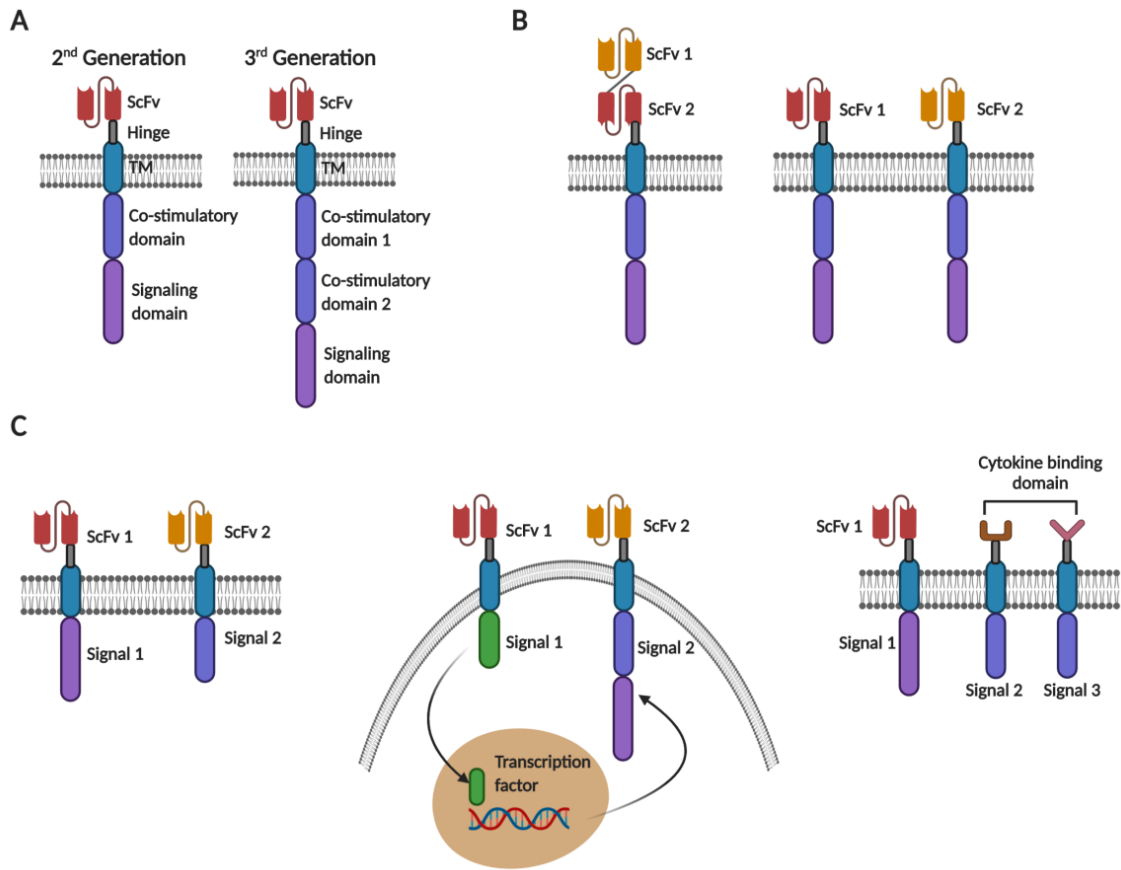 A
2nd Generation
ScFv
Hinge
TM
Co-stimulatory
domain
Signaling
domain
3rd Generation
ScFv
Hinge
TM
Co-stimulatory
domain 1
Co-stimulatory
domain 2
Signaling
domain
B
ScFv 1
ScFv 2
ScFv 1
ScFv 2
C
ScFv 1
ScFv 2
Signal 1
Signal 2
ScFv 1
ScFv 2
Signal 1
Signal 2
Transcription
factor
Cytokine binding
domain
ScFv 1
Signal 1
Signal 2
Signal 3